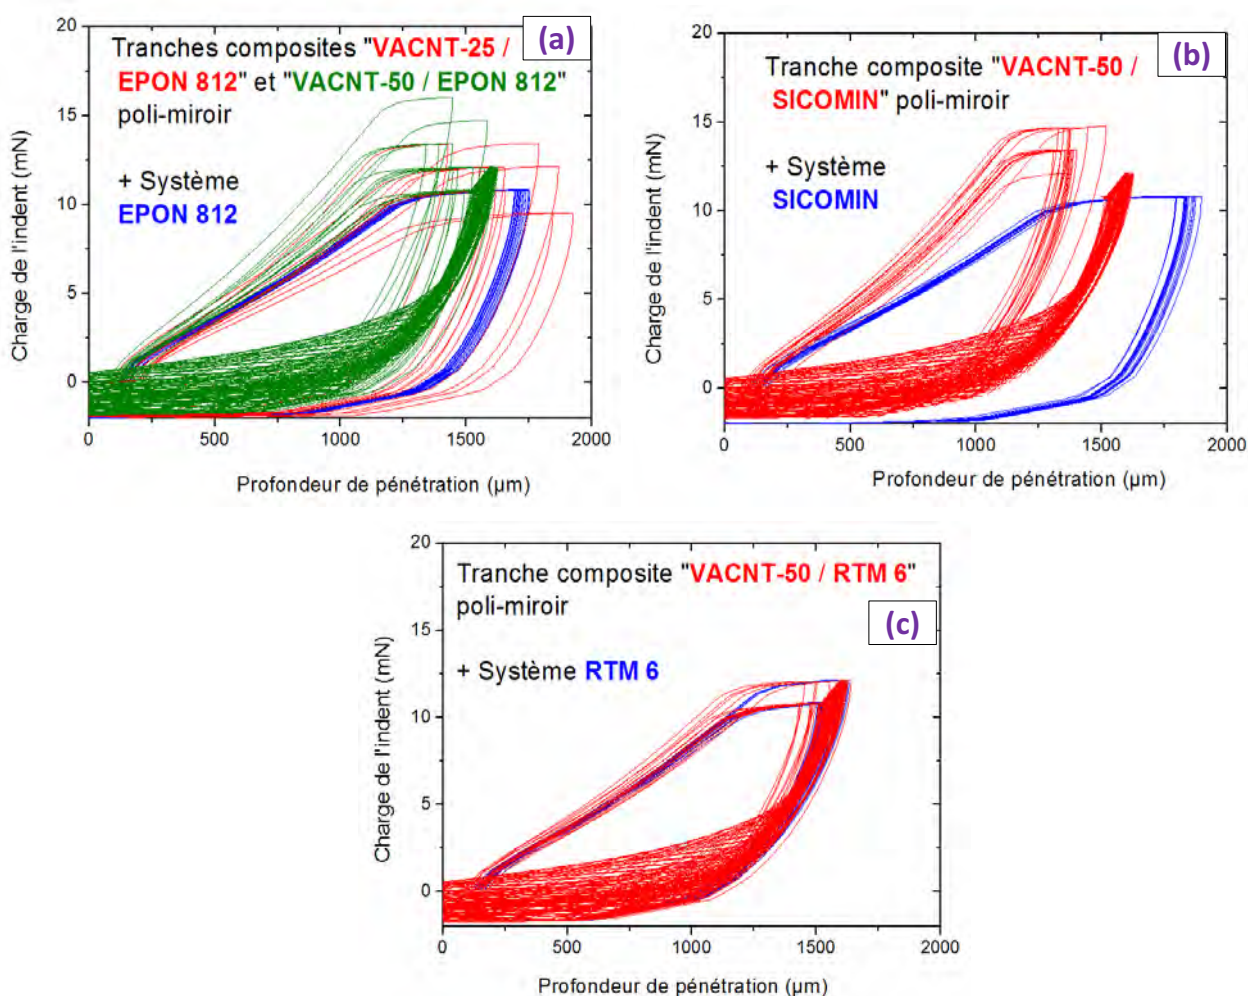 20
15
10
5
0
0
500
1000
1500
2000
Charge de l'indent (mN)
Profondeur de pénétration (µm)
(a)
Tranches composites "VACNT-25 /
EPON 812" et "VACNT-50 / EPON 812"
poli-miroir
+ Système
EPON 812
20
15
10
5
0
0
500
1000
1500
2000
Charge de l'indent (mN)
Profondeur de pénétration (µm)
(b)
Tranche composite "VACNT-50 /
SICOMIN" poli-miroir
+ Système
SICOMIN
20
15
10
5
0
0
500
1000
1500
2000
Charge de l'indent (mN)
Profondeur de pénétration (µm)
Tranche composite "VACNT-50 / RTM 6"
poli-miroir
(c)
+ Système RTM 6